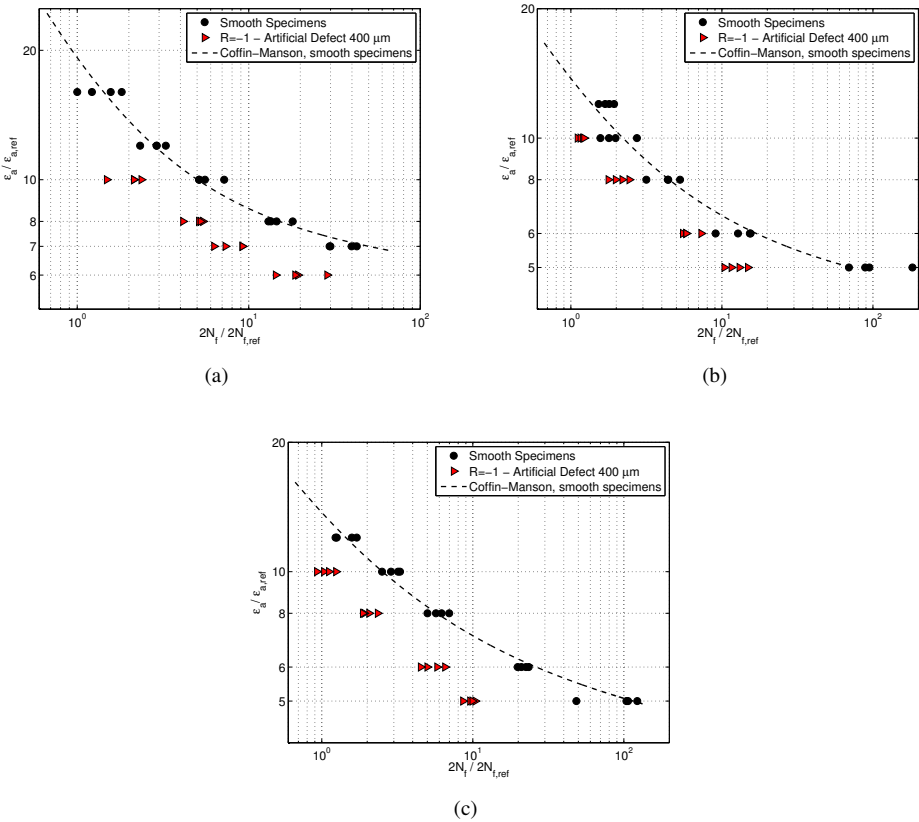 Smooth Specimens
R=−1 − Artificial Defect 400 μm
Coffin−Manson, smooth specimens
20
10
8
7
6
ε_a / ε_a,ref
10^0
10^1
10^2
2N_f / 2N_f,ref
(a)
Smooth Specimens
R=−1 − Artificial Defect 400 μm
Coffin−Manson, smooth specimens
20
10
8
6
5
ε_a / ε_a,ref
10^0
10^1
10^2
2N_f / 2N_f,ref
(b)
Smooth Specimens
R=−1 − Artificial Defect 400 μm
Coffin−Manson, smooth specimens
20
10
8
6
5
ε_a / ε_a,ref
10^0
10^1
10^2
2N_f / 2N_f,ref
(c)